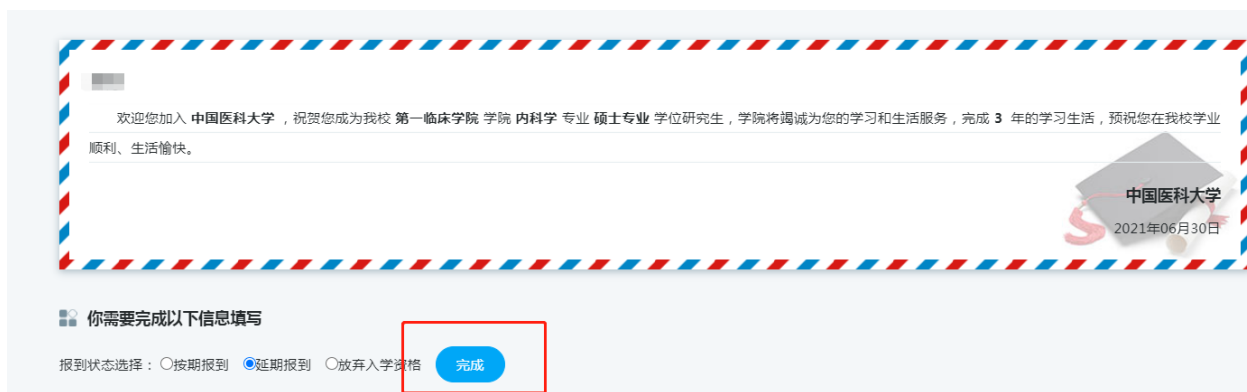 欢迎您加入 中国医科大学 ，祝贺您成为我校 第一临床学院 学院 内科学 专业 硕士专业 学位研究生，学院将竭诚为您的学习和生活服务，完成 3 年的学习生活，预祝您在我校学业
顺利、生活愉快。
中国医科大学
2021年06月30日
你需要完成以下信息填写
报到状态选择：按期报到 延期报到 放弃入学资格 完成